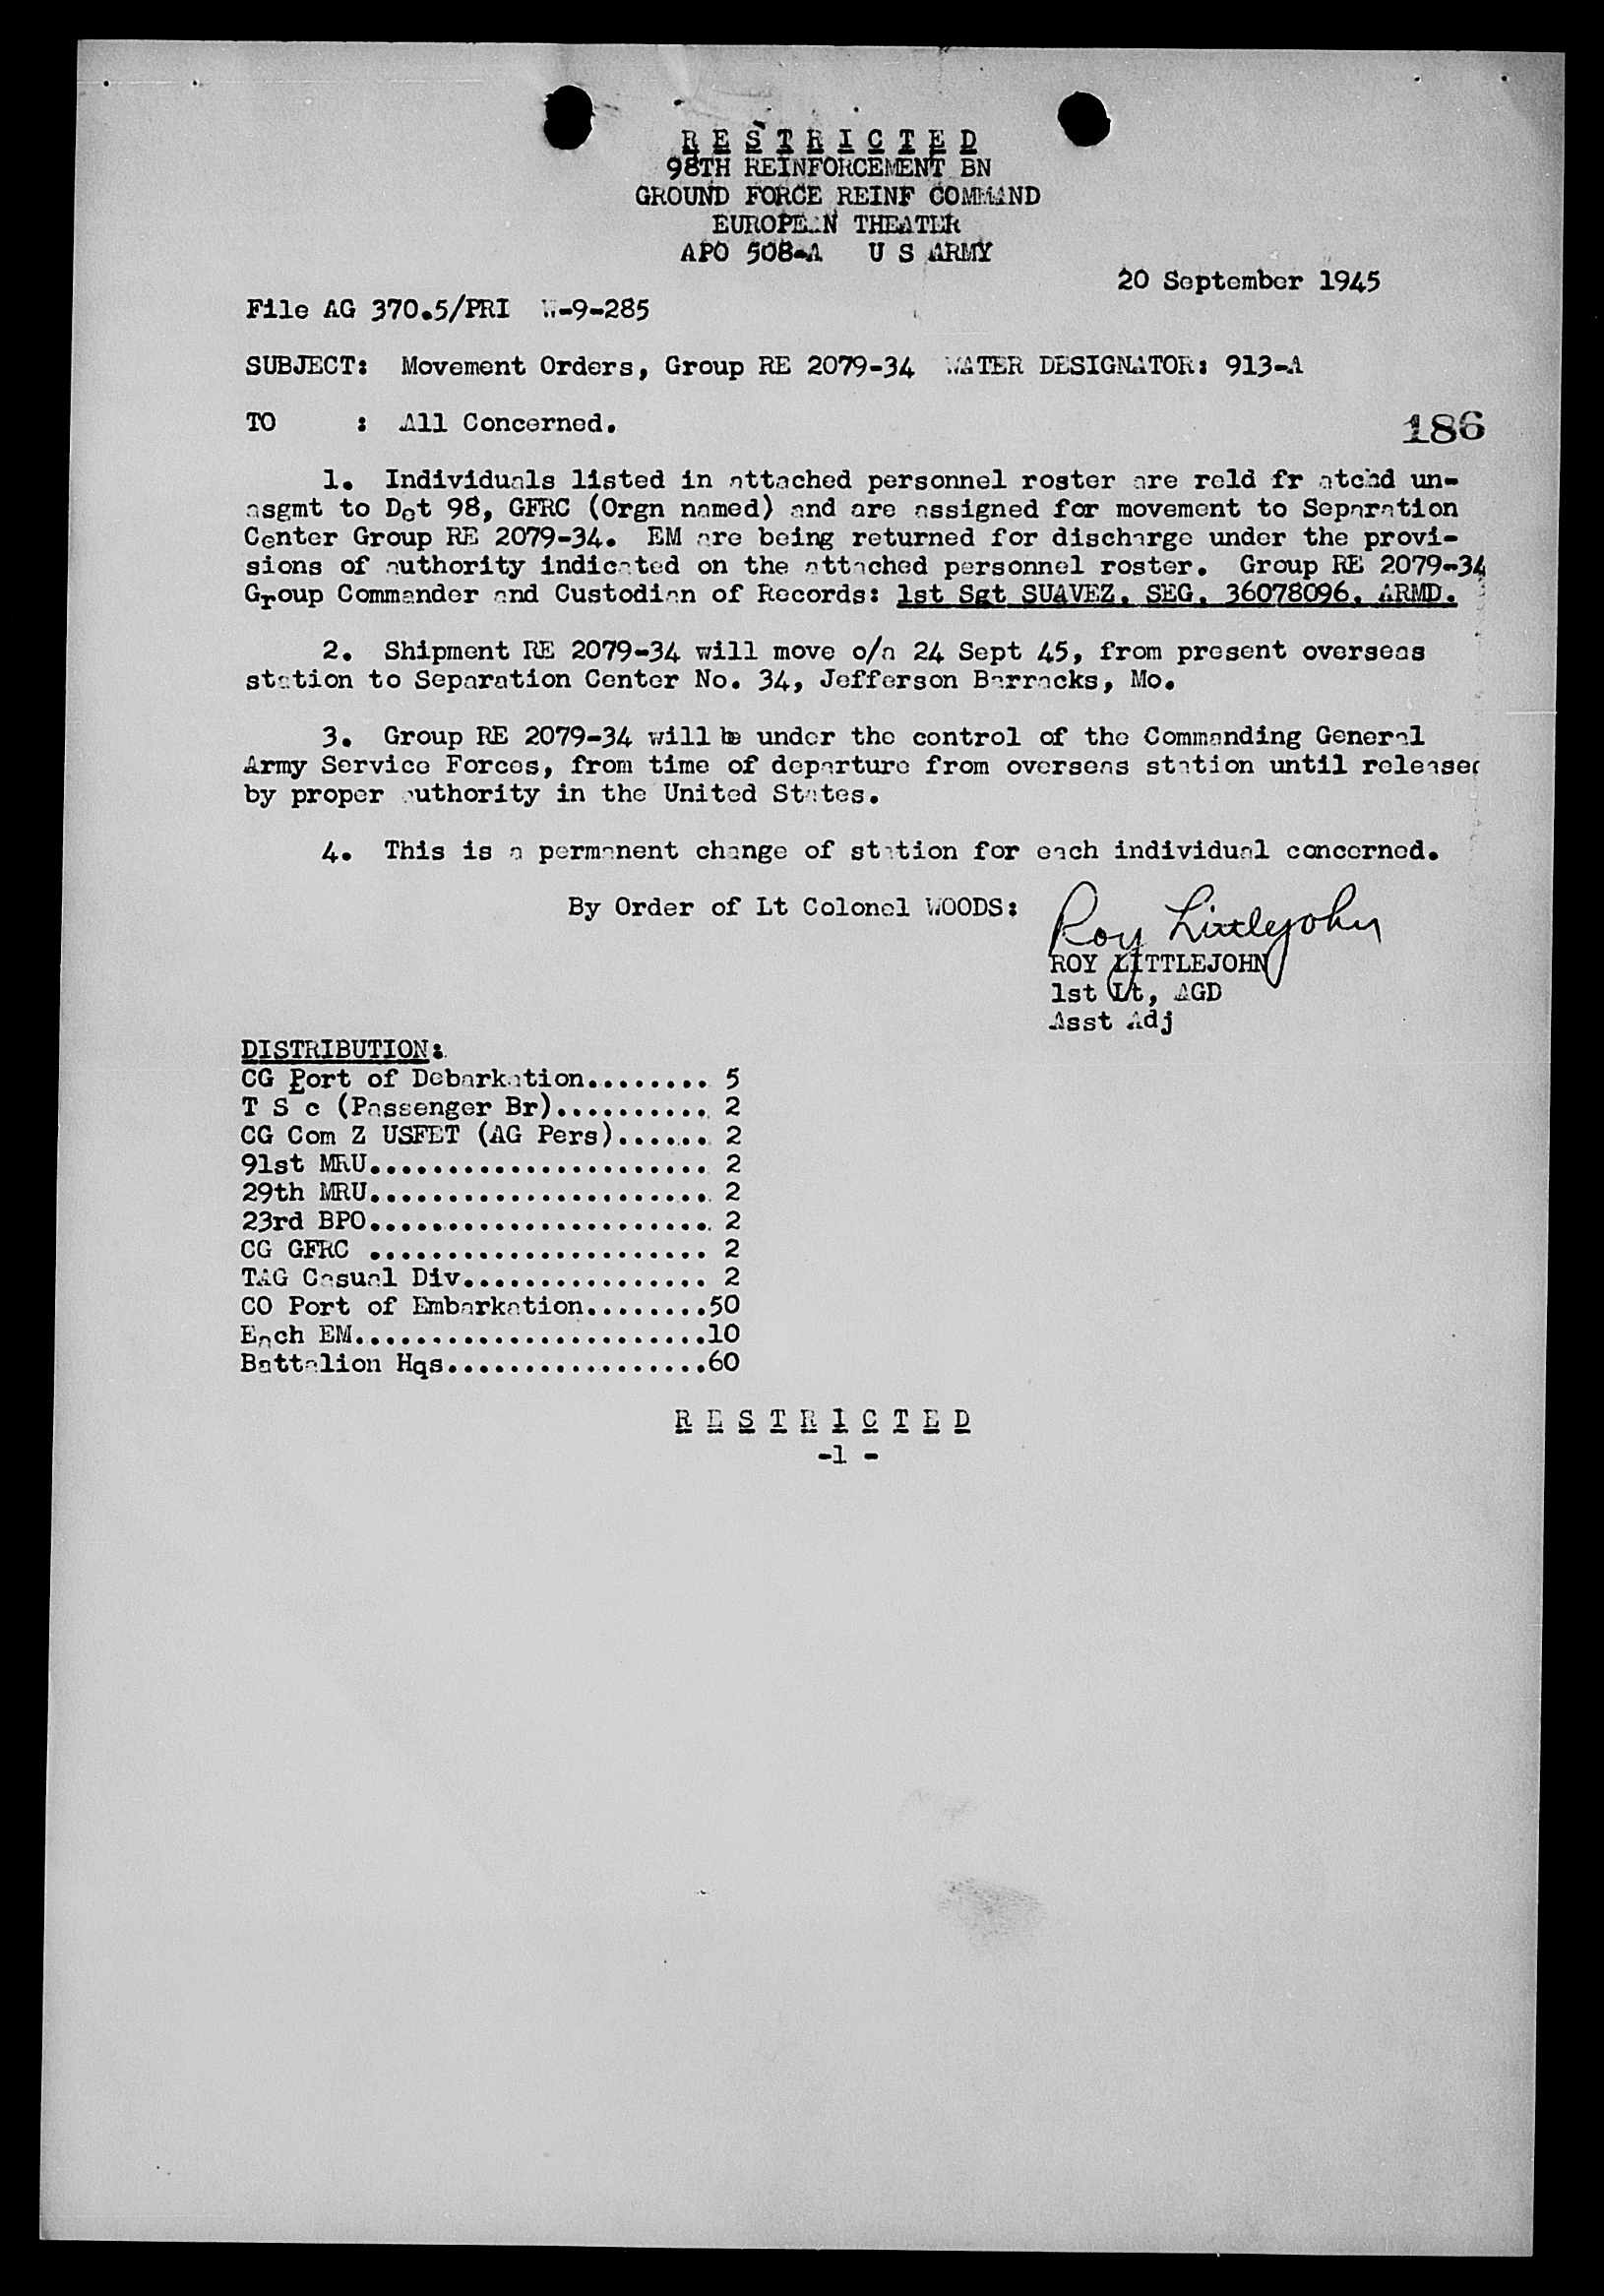 R E S T R I C T E D
98TH REINFORCEMENT BN
GROUND FORCE REINF COMMAND
EUROPEAN THEATER
APO 508-A U S ARMY
20 September 1945
File AG 370.5/PRI W-9-285
SUBJECT: Movement Orders, Group RE 2079-34 WATER DESIGNATOR: 913-A
TO : All Concerned.
186
1. Individuals listed in attached personnel roster are reld fr atchd un-
asgmt to Det 98, GFRC (Orgn named) and are assigned for movement to Separation
Center Group RE 2079-34. EM are being returned for discharge under the provi-
sions of authority indicated on the attached personnel roster. Group RE 2079-34
Group Commander and Custodian of Records: 1st Sgt SUAVEZ, SEG, 36078096, ARMD.
2. Shipment RE 2079-34 will move o/a 24 Sept 45, from present overseas
station to Separation Center No. 34, Jefferson Barracks, Mo.
3. Group RE 2079-34 will be under the control of the Commanding General
Army Service Forces, from time of departure from overseas station until released
by proper authority in the United States.
4. This is a permanent change of station for each individual concerned.
By Order of Lt Colonel WOODS:
Roy Littlejohn
ROY LITTLEJOHN
1st Lt, AGD
Asst Adj
DISTRIBUTION:
CG Port of Debarkation........ 5
T S c (Passenger Br).......... 2
CG Com Z USFET (AG Pers)...... 2
91st MRU...................... 2
29th MRU...................... 2
23rd BPO...................... 2
CG GFRC ...................... 2
TAG Casual Div................ 2
CO Port of Embarkation........50
Each EM.......................10
Battalion Hqs.................60
R E S T R I C T E D
-1 -